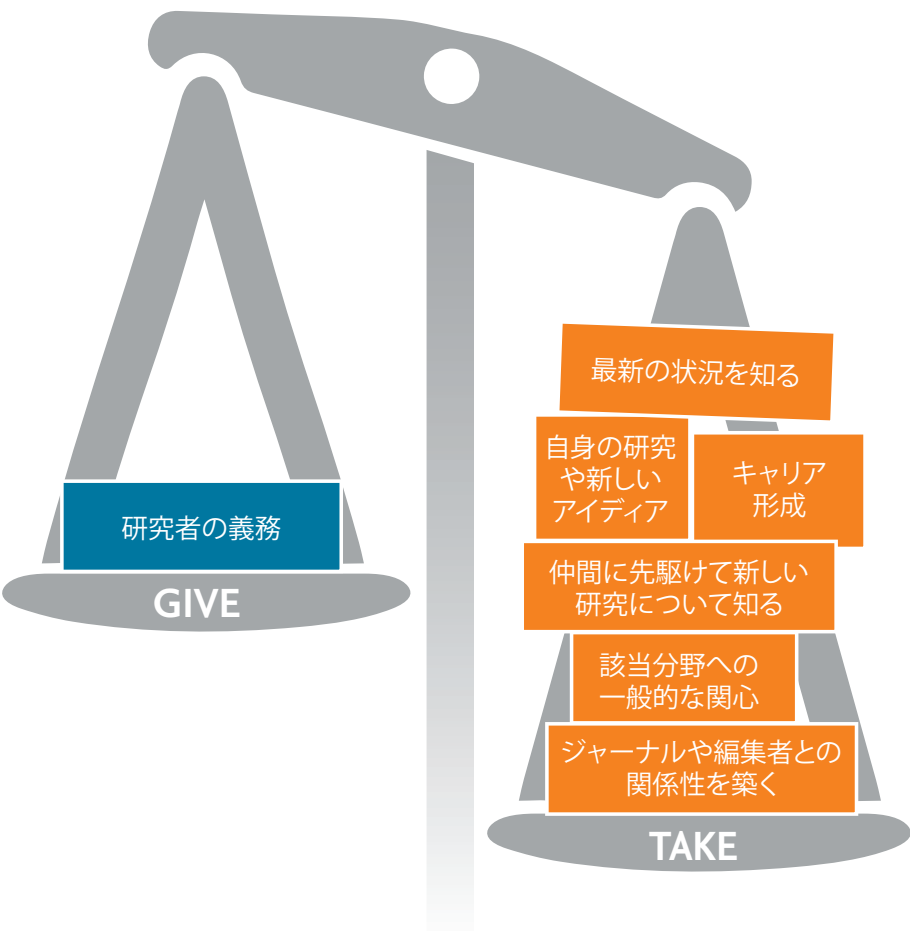 研究者の義務
GIVE
最新の状況を知る
自身の研究
や新しい
アイディア
キャリア
形成
仲間に先駆けて新しい
研究について知る
該当分野への
一般的な関心
ジャーナルや編集者との
関係性を築く
TAKE